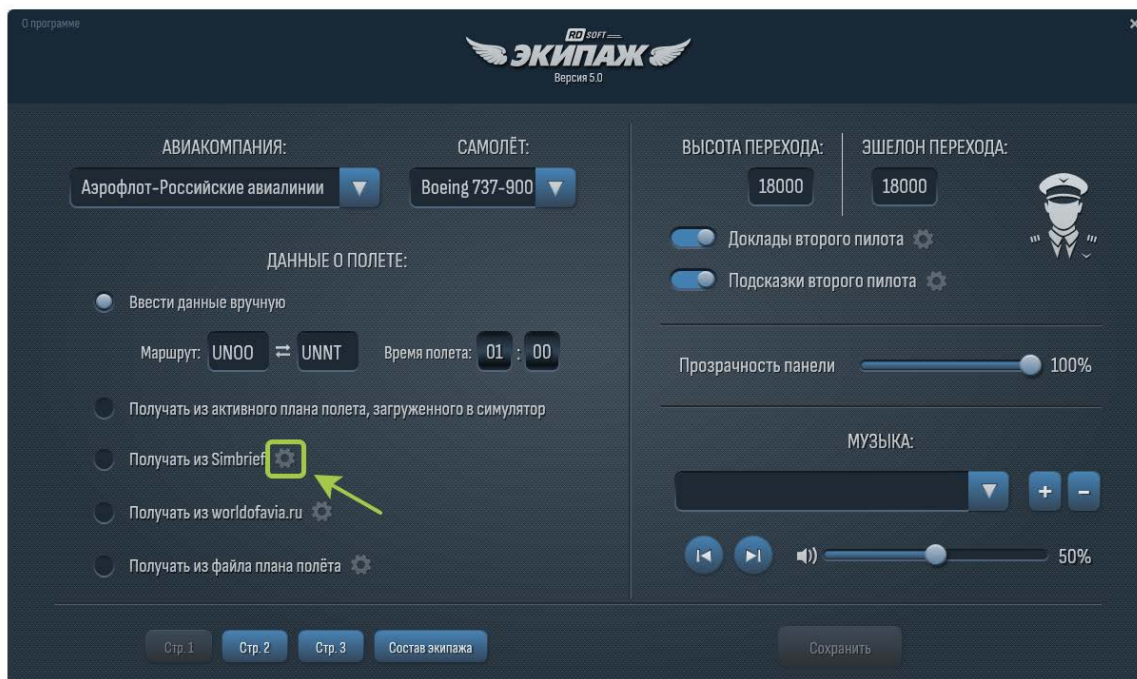 О программе
RD SOFT
ЭКИПАЖ
Версия 5.0
АВИАКОМПАНИЯ:
САМОЛЁТ:
Аэрофлот-Российские авиалинии
Boeing 737-900
ДАННЫЕ О ПОЛЕТЕ:
Ввести данные вручную
Маршрут: UNOO ⇄ UNNT Время полета: 01 : 00
Получать из активного плана полета, загруженного в симулятор
Получать из Simbrief
Получать из worldofavia.ru
Получать из файла плана полёта
ВЫСОТА ПЕРЕХОДА:
ЭШЕЛОН ПЕРЕХОДА:
18000
18000
Доклады второго пилота
Подсказки второго пилота
Прозрачность панели 100%
МУЗЫКА:
+ -
50%
Стр. 1 Стр. 2 Стр. 3 Состав экипажа
Сохранить